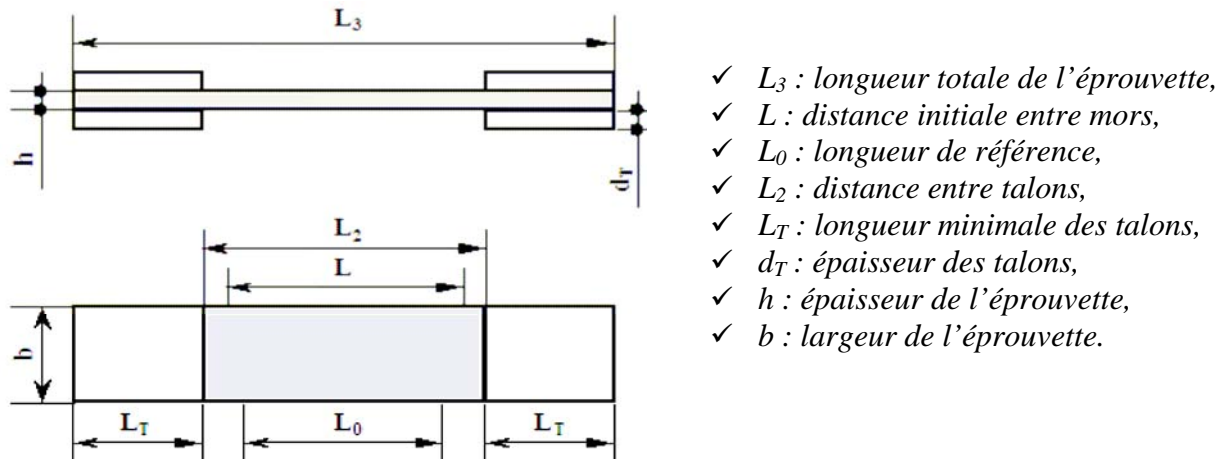 L3
h
dT
L2
L
b
LT
L0
LT
✓ L3 : longueur totale de l’éprouvette,
✓ L : distance initiale entre mors,
✓ L0 : longueur de référence,
✓ L2 : distance entre talons,
✓ LT : longueur minimale des talons,
✓ dT : épaisseur des talons,
✓ h : épaisseur de l’éprouvette,
✓ b : largeur de l’éprouvette.